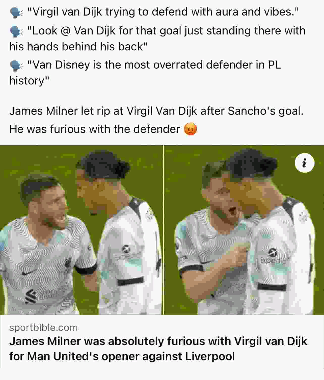 🗣️ "Virgil van Dijk trying to defend with aura and vibes."
🗣️ "Look @ Van Dijk for that goal just standing there with
his hands behind his back"
🗣️ "Van Disney is the most overrated defender in PL
history"
James Milner let rip at Virgil Van Dijk after Sancho's goal.
He was furious with the defender 😡
sportbible.com
James Milner was absolutely furious with Virgil van Dijk
for Man United's opener against Liverpool